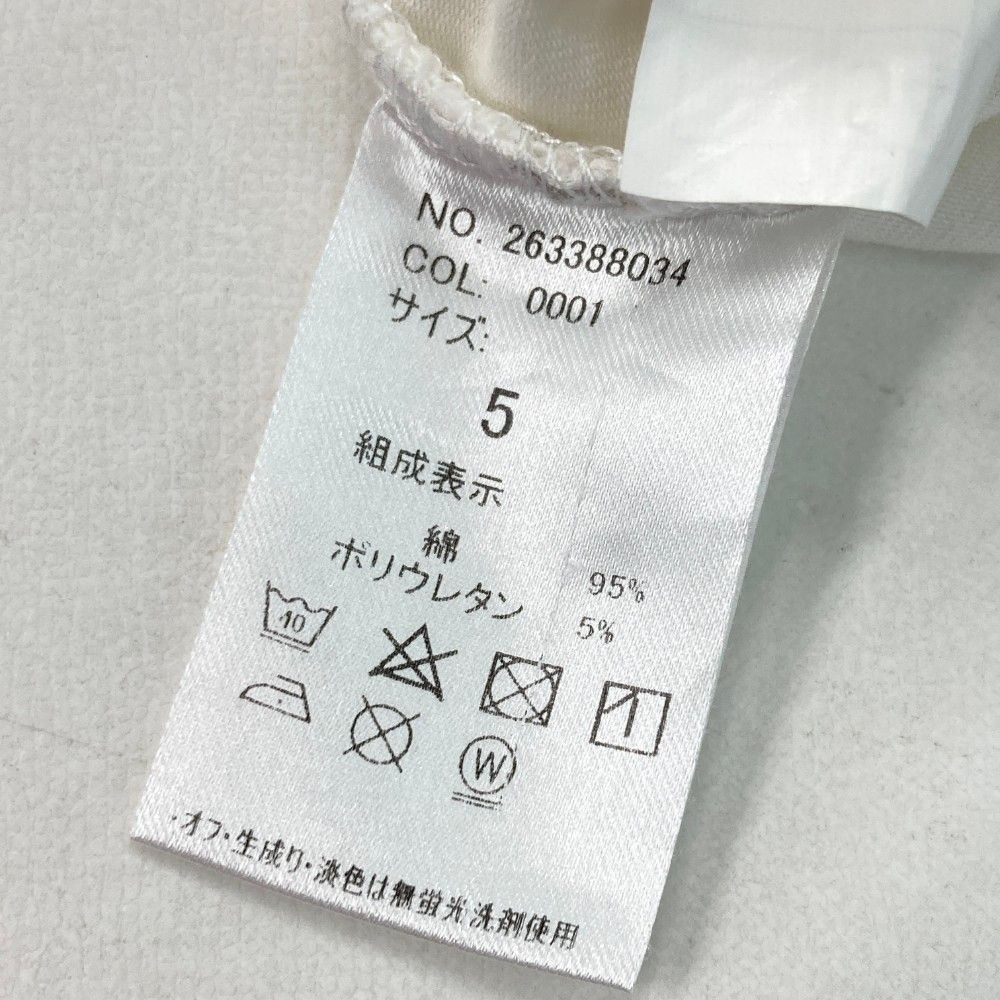 NO. 263388034
COL: 0001
サイズ:
5
組成表示
綿 95%
ポリウレタン 5%
40
W
・オフ・生成り・淡色は無蛍光洗剤使用